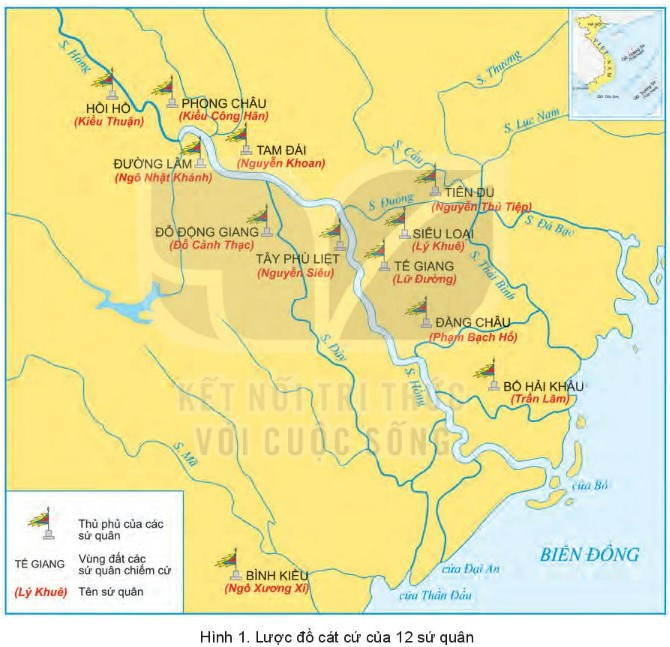 S. Hồng
S. Thương
S. Lục Nam
HỒI HỒ
(Kiều Thuận)
PHONG CHÂU
(Kiều Công Hãn)
TAM ĐÁI
(Nguyễn Khoan)
ĐƯỜNG LÂM
(Ngô Nhật Khánh)
S. Cầu
TIÊN DU
(Nguyễn Thủ Tiệp)
S. Đuống
ĐỖ ĐỘNG GIANG
(Đỗ Cảnh Thạc)
SIÊU LOẠI
(Lý Khuê)
S. Đá Bạc
TÂY PHÙ LIỆT
(Nguyễn Siêu)
TẾ GIANG
(Lữ Đường)
S. Thái Bình
ĐẰNG CHÂU
(Phạm Bạch Hổ)
S. Đáy
S. Hồng
BỐ HẢI KHẨU
(Trần Lãm)
KẾT NỐI TRI THỨC
VỚI CUỘC SỐNG
S. Mã
cửa Bố
BIỂN ĐÔNG
cửa Đại An
cửa Thần Đầu
BÌNH KIỀU
(Ngô Xương Xí)
Thủ phủ của các
sứ quân
TẾ GIANG
Vùng đất các
sứ quân chiếm cứ
(Lý Khuê)
Tên sứ quân
VIỆT NAM
Hình 1. Lược đồ cát cứ của 12 sứ quân